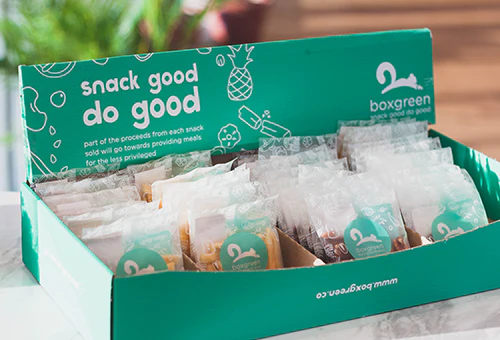 snack good
do good
part of the proceeds from each snack
sold will go towards providing meals
for the less privileged
boxgreen
snack good do good
boxgreen
www.boxgreen.co